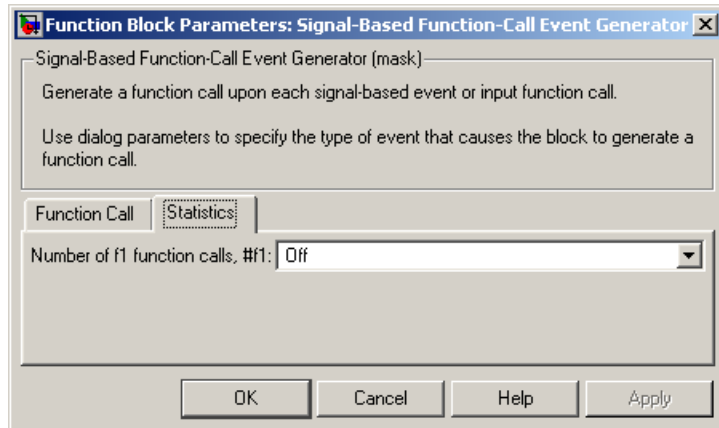 Function Block Parameters: Signal-Based Function-Call Event Generator
Signal-Based Function-Call Event Generator (mask)
Generate a function call upon each signal-based event or input function call.
Use dialog parameters to specify the type of event that causes the block to generate a
function call.
Function Call Statistics
Number of f1 function calls, #f1: Off
OK Cancel Help Apply